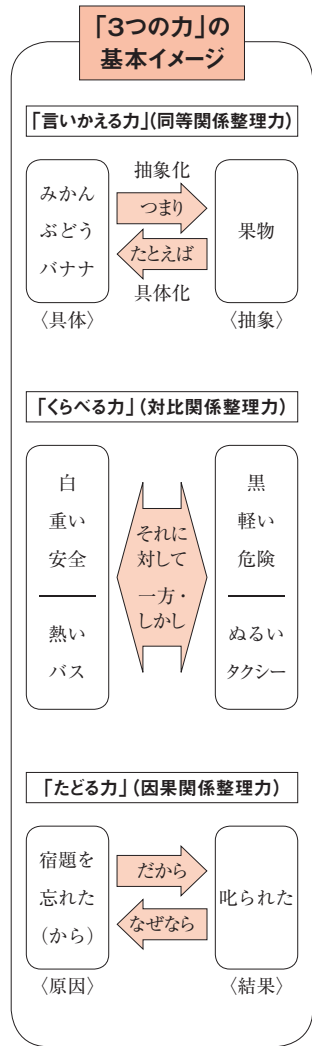 「3つの力」の
基本イメージ
「言いかえる力」(同等関係整理力)
みかん
ぶどう
バナナ
〈具体〉
抽象化
つまり
たとえば
具体化
果物
〈抽象〉
「くらべる力」(対比関係整理力)
白
重い
安全
熱い
バス
それに
対して
一方・
しかし
黒
軽い
危険
ぬるい
タクシー
「たどる力」(因果関係整理力)
宿題を
忘れた
(から)
〈原因〉
だから
なぜなら
叱られた
〈結果〉